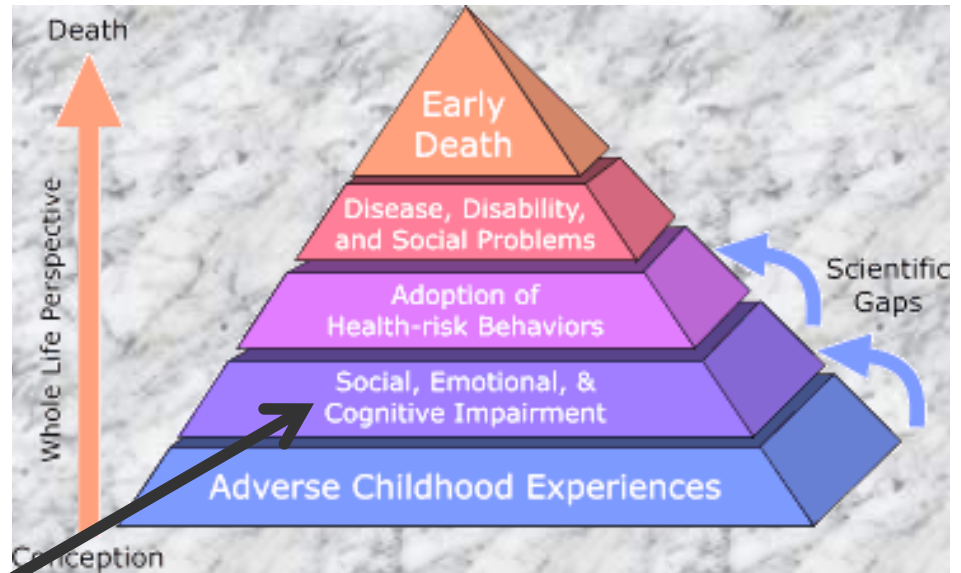 Death
Early
Death
Disease, Disability,
and Social Problems
Adoption of
Health-risk Behaviors
Social, Emotional, &
Cognitive Impairment
Adverse Childhood Experiences
Scientific
Gaps
Whole Life Perspective
Conception